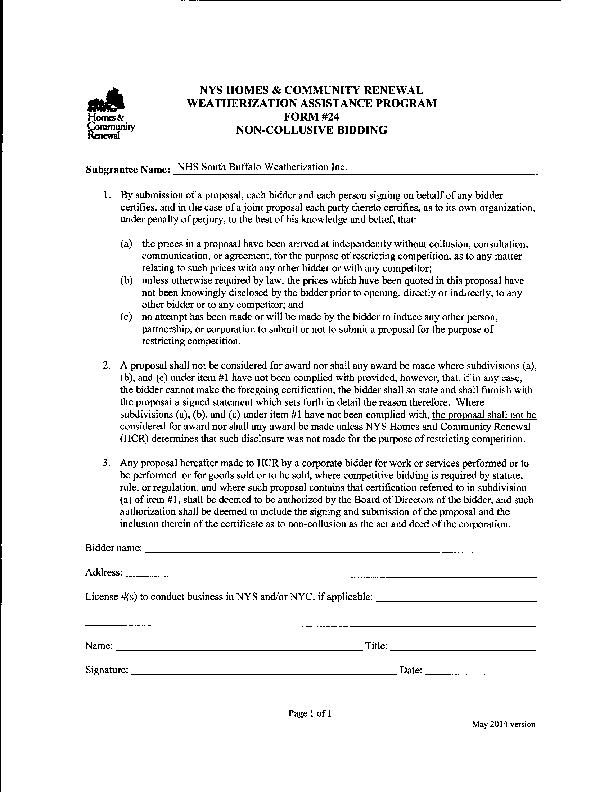 NYS HOMES & COMMUNITY RENEWAL
WEATHERIZATION ASSISTANCE PROGRAM
FORM #24
NON-COLLUSIVE BIDDING
Homes &
Community
Renewal
Subgrantee Name: NHS South Buffalo Weatherization Inc.
1. By submission of a proposal, each bidder and each person signing on behalf of any bidder
certifies, and in the case of a joint proposal each party thereto certifies, as to its own organization,
under penalty of perjury, to the best of his knowledge and belief, that:
(a) the prices in a proposal have been arrived at independently without collusion, consultation,
communication, or agreement, for the purpose of restricting competition, as to any matter
relating to such prices with any other bidder or with any competitor;
(b) unless otherwise required by law, the prices which have been quoted in this proposal have
not been knowingly disclosed by the bidder prior to opening, directly or indirectly, to any
other bidder or to any competitor; and
(c) no attempt has been made or will be made by the bidder to induce any other person,
partnership, or corporation to submit or not to submit a proposal for the purpose of
restricting competition.
2. A proposal shall not be considered for award nor shall any award be made where subdivisions (a),
(b), and (c) under item #1 have not been complied with provided, however, that, if in any case,
the bidder cannot make the foregoing certification, the bidder shall so state and shall furnish with
the proposal a signed statement which sets forth in detail the reason therefore. Where
subdivisions (a), (b), and (c) under item #1 have not been complied with, the proposal shall not be
considered for award nor shall any award be made unless NYS Homes and Community Renewal
(HCR) determines that such disclosure was not made for the purpose of restricting competition.
3. Any proposal hereafter made to HCR by a corporate bidder for work or services performed or to
be performed or for goods sold or to be sold, where competitive bidding is required by statute,
rule, or regulation, and where such proposal contains that certification referred to in subdivision
(a) of item #1, shall be deemed to be authorized by the Board of Directors of the bidder, and such
authorization shall be deemed to include the signing and submission of the proposal and the
inclusion therein of the certificate as to non-collusion as the act and deed of the corporation.
Bidder name:
Address:
License #(s) to conduct business in NYS and/or NYC, if applicable:
Name: Title:
Signature: Date:
Page 1 of 1
May 2014 version